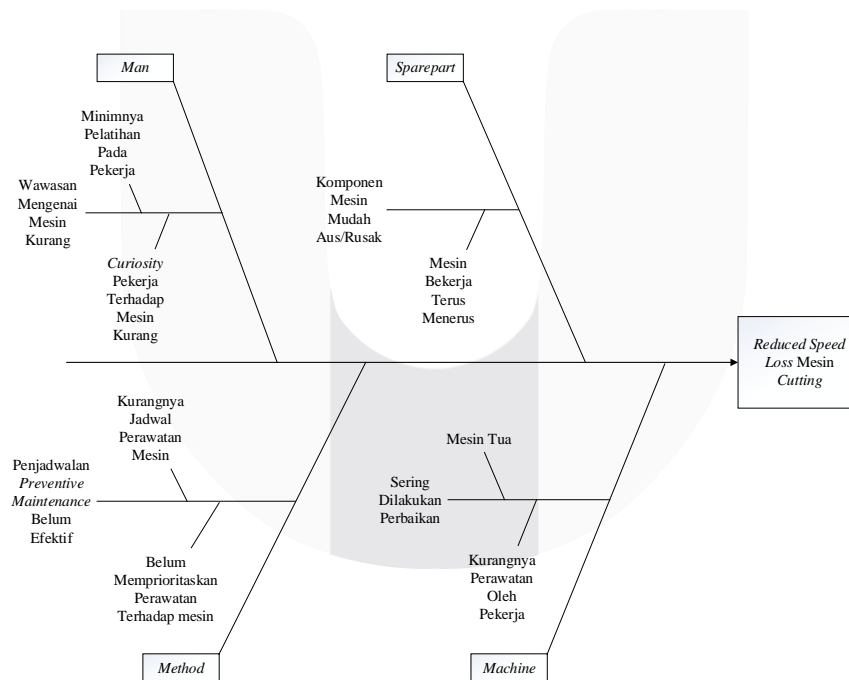 Man
Sparepart
Minimnya
Pelatihan
Pada
Pekerja
Wawasan
Mengenai
Mesin
Kurang
Curiosity
Pekerja
Terhadap
Mesin
Kurang
Komponen
Mesin
Mudah
Aus/Rusak
Mesin
Bekerja
Terus
Menerus
Reduced Speed
Loss Mesin
Cutting
Kurangnya
Jadwal
Perawatan
Mesin
Penjadwalan
Preventive
Maintenance
Belum
Efektif
Belum
Memprioritaskan
Perawatan
Terhadap mesin
Mesin Tua
Sering
Dilakukan
Perbaikan
Kurangnya
Perawatan
Oleh
Pekerja
Method
Machine